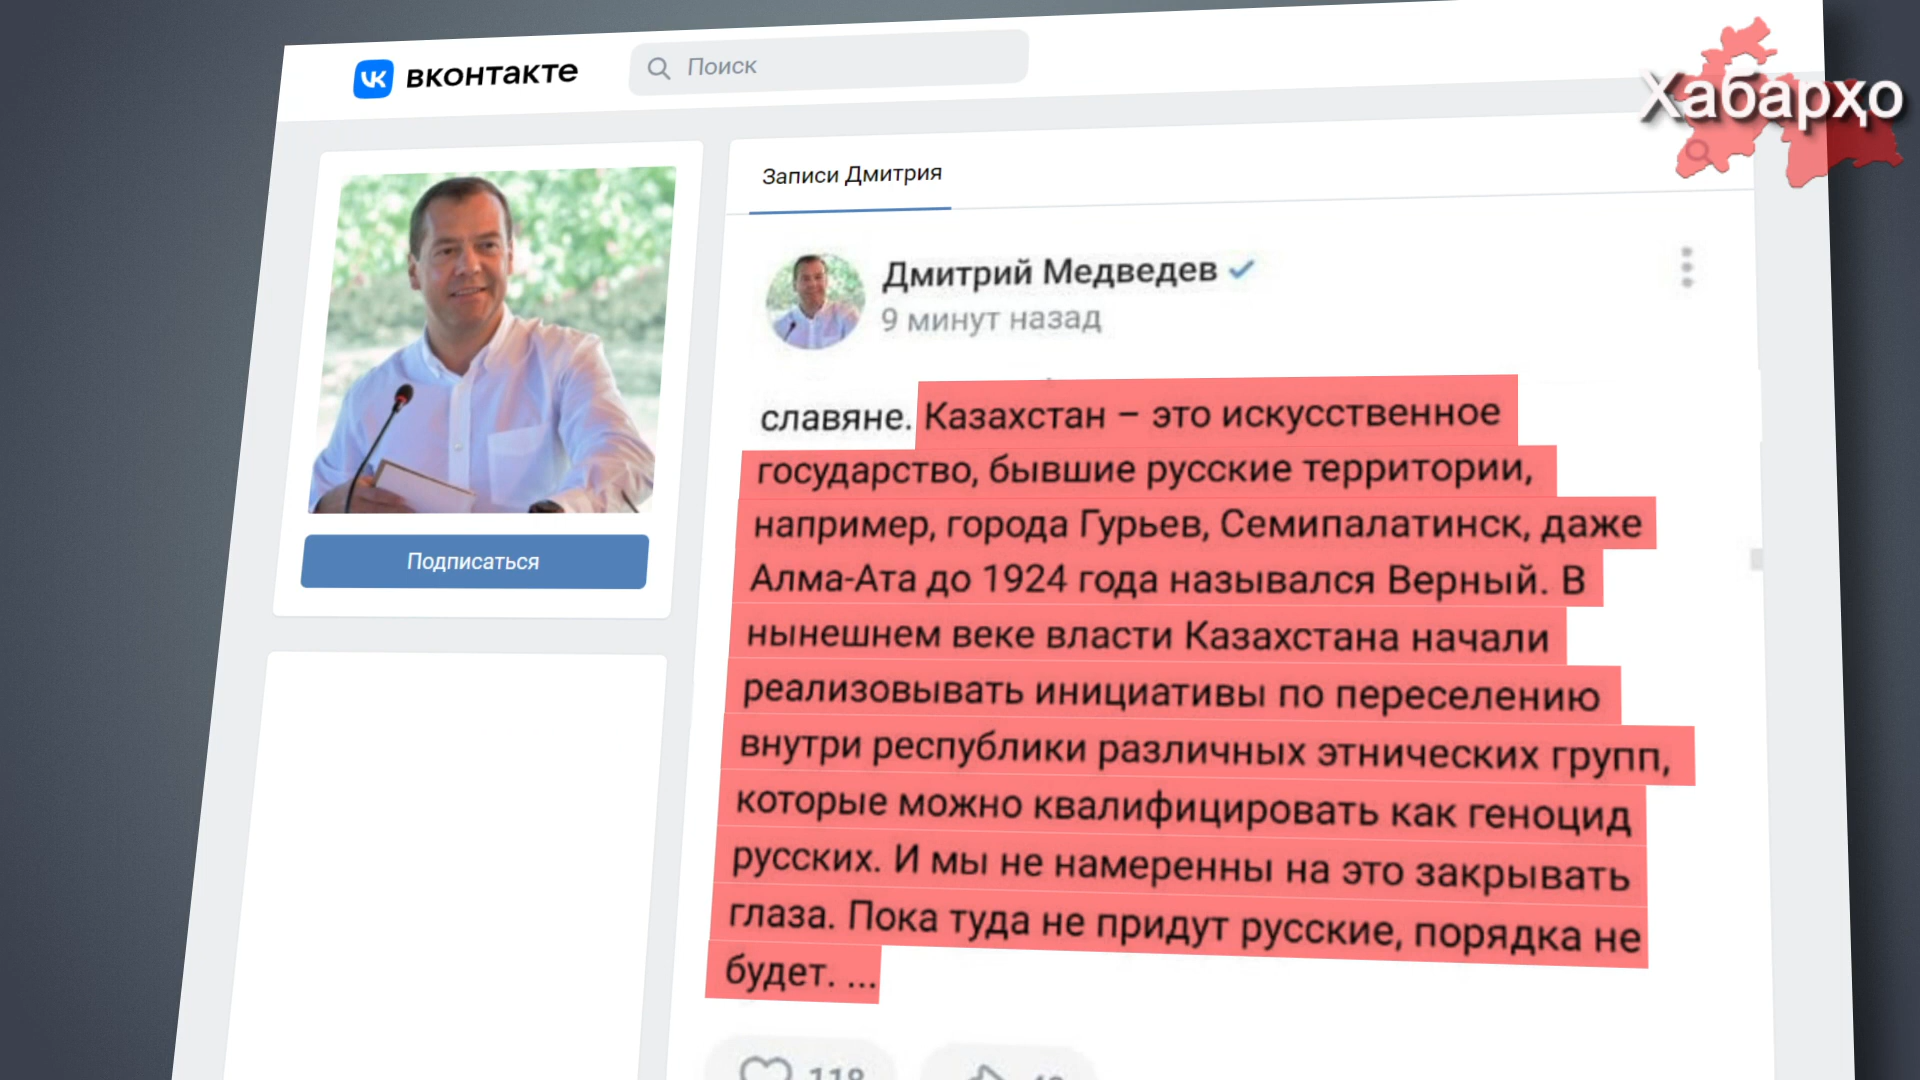 вконтакте
Поиск
Хабарҳо
Записи Дмитрия
Дмитрий Медведев
9 минут назад
славяне. Казахстан – это искусственное
государство, бывшие русские территории,
например, города Гурьев, Семипалатинск, даже
Алма-Ата до 1924 года назывался Верный. В
нынешнем веке власти Казахстана начали
реализовывать инициативы по переселению
внутри республики различных этнических групп,
которые можно квалифицировать как геноцид
русских. И мы не намеренны на это закрывать
глаза. Пока туда не придут русские, порядка не
будет. ...
Подписаться
118